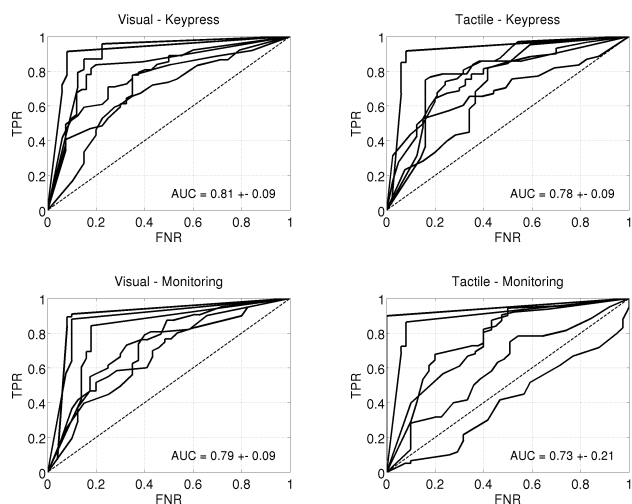 Visual - Keypress
TPR
1
0.8
0.6
0.4
0.2
0
AUC = 0.81 +- 0.09
0 0.2 0.4 0.6 0.8 1
FNR
Tactile - Keypress
TPR
1
0.8
0.6
0.4
0.2
0
AUC = 0.78 +- 0.09
0 0.2 0.4 0.6 0.8 1
FNR
Visual - Monitoring
TPR
1
0.8
0.6
0.4
0.2
0
AUC = 0.79 +- 0.09
0 0.2 0.4 0.6 0.8 1
FNR
Tactile - Monitoring
TPR
1
0.8
0.6
0.4
0.2
0
AUC = 0.73 +- 0.21
0 0.2 0.4 0.6 0.8 1
FNR